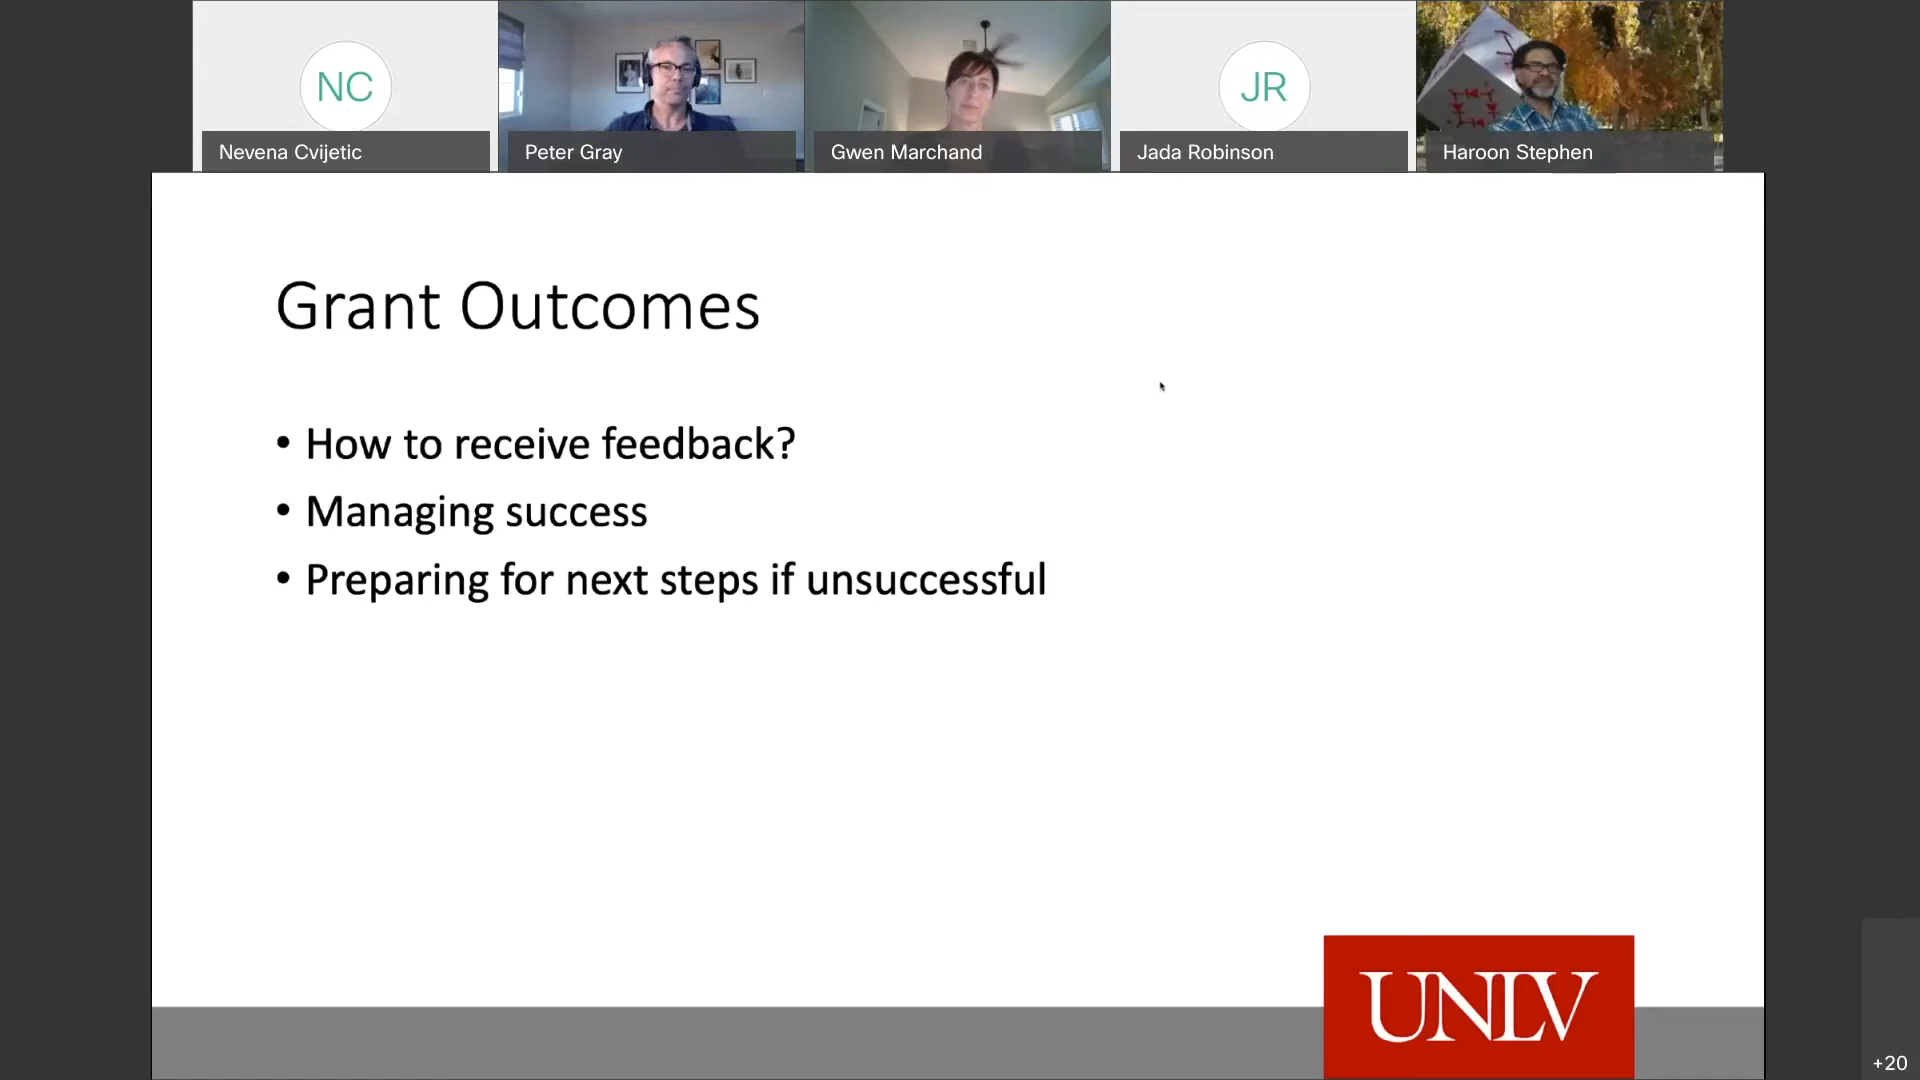 NC
JR
Nevena Cvijetic
Peter Gray
Gwen Marchand
Jada Robinson
Haroon Stephen
Grant Outcomes
• How to receive feedback?
• Managing success
• Preparing for next steps if unsuccessful
UNLV
+20